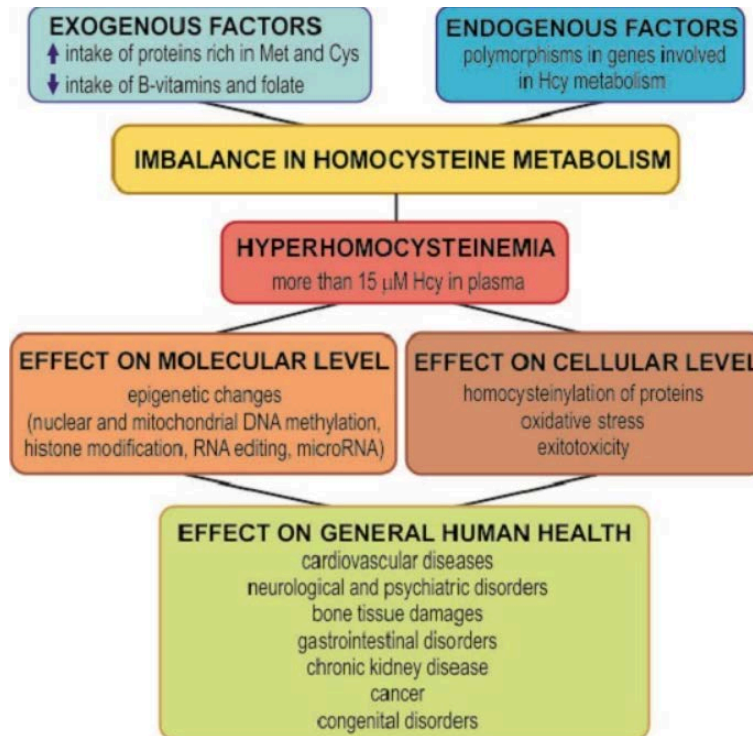 EXOGENOUS FACTORS
↑ intake of proteins rich in Met and Cys
↓ intake of B-vitamins and folate
ENDOGENOUS FACTORS
polymorphisms in genes involved
in Hcy metabolism
IMBALANCE IN HOMOCYSTEINE METABOLISM
HYPERHOMOCYSTEINEMIA
more than 15 μM Hcy in plasma
EFFECT ON MOLECULAR LEVEL
epigenetic changes
(nuclear and mitochondrial DNA methylation,
histone modification, RNA editing, microRNA)
EFFECT ON CELLULAR LEVEL
homocysteinylation of proteins
oxidative stress
exitotoxicity
EFFECT ON GENERAL HUMAN HEALTH
cardiovascular diseases
neurological and psychiatric disorders
bone tissue damages
gastrointestinal disorders
chronic kidney disease
cancer
congenital disorders